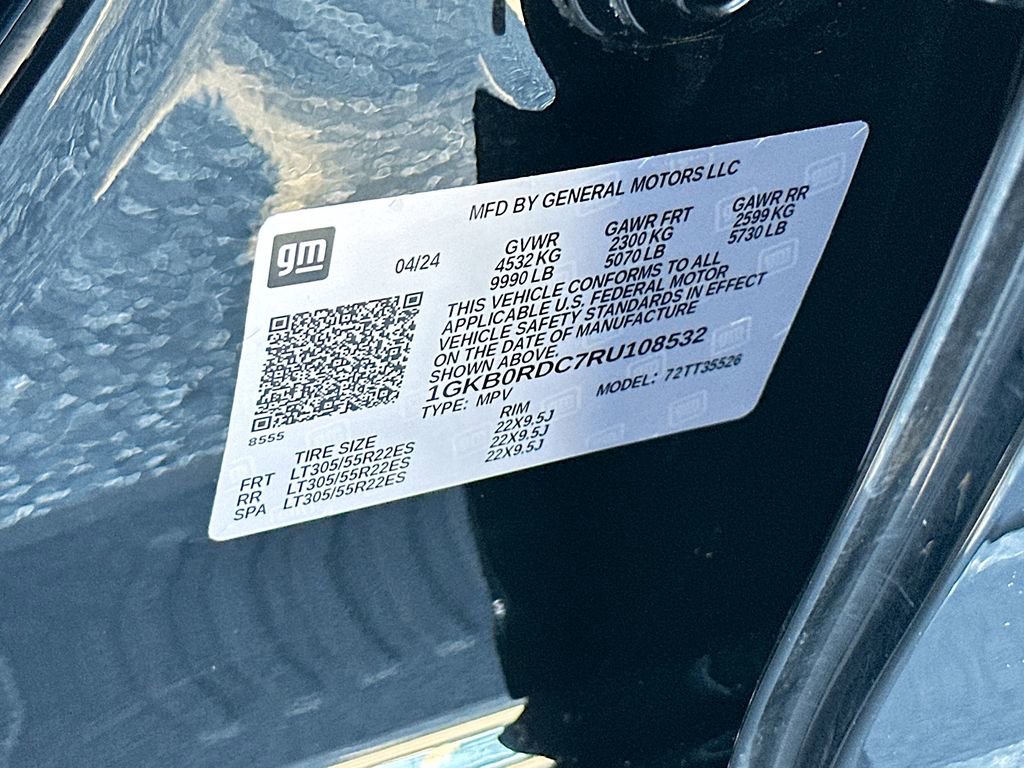 gm
MFD BY GENERAL MOTORS LLC
04/24
GVWR GAWR FRT GAWR RR
4532 KG 2300 KG 2599 KG
9990 LB 5070 LB 5730 LB
THIS VEHICLE CONFORMS TO ALL
APPLICABLE U.S. FEDERAL MOTOR
VEHICLE SAFETY STANDARDS IN EFFECT
ON THE DATE OF MANUFACTURE
SHOWN ABOVE.
1GKB0RDC7RU108532
TYPE: MPV MODEL: 72TT35526
8555
TIRE SIZE RIM
FRT LT305/55R22ES 22X9.5J
RR LT305/55R22ES 22X9.5J
SPA LT305/55R22ES 22X9.5J